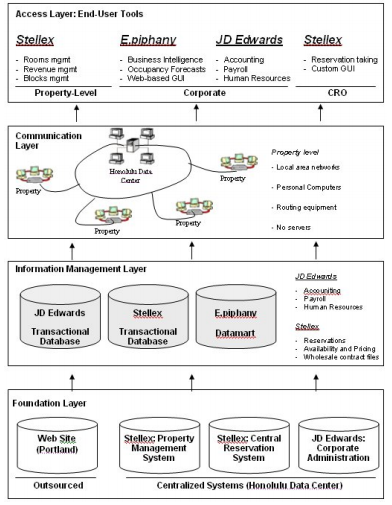 Access Layer: End-User Tools
Stellex
E.piphany
JD Edwards
Stellex
- Rooms mgmt
- Revenue mgmt
- Blocks mgmt
- Business Intelligence
- Occupancy Forecasts
- Web-based GUI
- Accounting
- Payroll
- Human Resources
- Reservation taking
- Custom GUI
Property-Level
Corporate
CRO
Communication
Layer
Honolulu Data
Center
Property
Property
Property
Property
Property level
- Local area networks
- Personal Computers
- Routing equipment
- No servers
Information Management Layer
JD Edwards
Transactional
Database
Stellex
Transactional
Database
E.piphany
Datamart
JD Edwards
- Accounting
- Payroll
- Human Resources
Stellex
- Reservations
- Availability and Pricing
- Wholesale contract files
Foundation Layer
Web Site
(Portland)
Stellex: Property
Management
System
Stellex: Central
Reservation
System
JD Edwards:
Corporate
Administration
Outsourced
Centralized Systems (Honolulu Data Center)